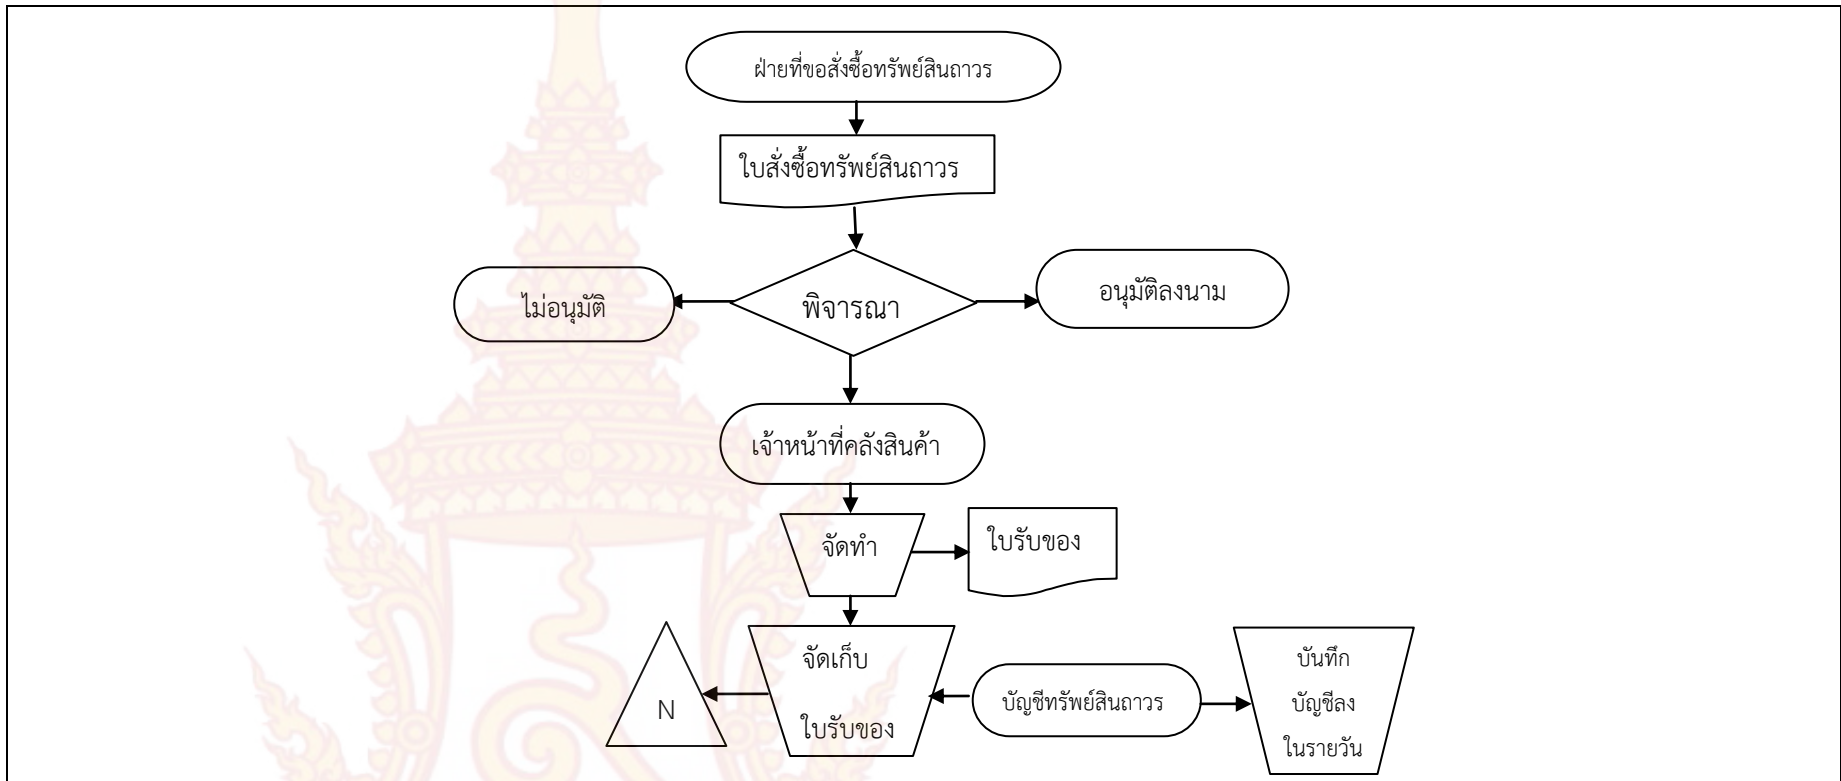 ฝ่ายที่ขอสั่งซื้อทรัพย์สินถาวร
ใบสั่งซื้อทรัพย์สินถาวร
ไม่อนุมัติ
พิจารณา
อนุมัติลงนาม
เจ้าหน้าที่คลังสินค้า
จัดทำ
ใบรับของ
N
จัดเก็บ
ใบรับของ
บัญชีทรัพย์สินถาวร
บันทึก
บัญชีลง
ในรายวัน